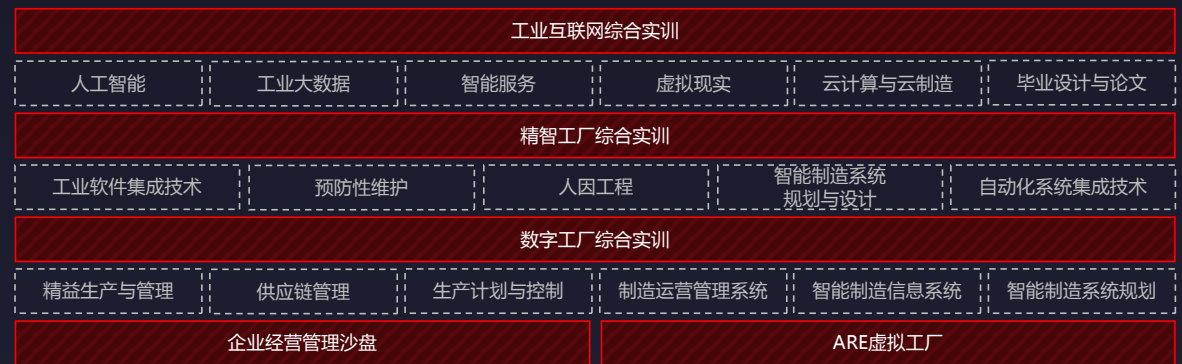 工业互联网综合实训
人工智能
工业大数据
智能服务
虚拟现实
云计算与云制造
毕业设计与论文
精智工厂综合实训
工业软件集成技术
预防性维护
人因工程
智能制造系统
规划与设计
自动化系统集成技术
数字工厂综合实训
精益生产与管理
供应链管理
生产计划与控制
制造运营管理系统
智能制造信息系统
智能制造系统规划
企业经营管理沙盘
ARE虚拟工厂